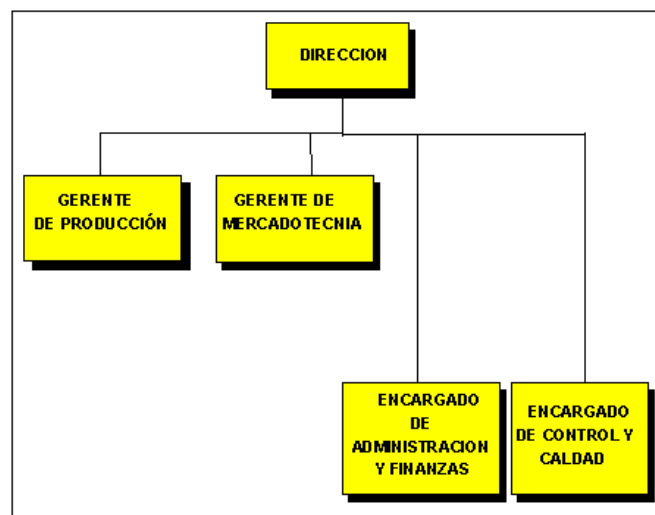 DIRECCION
GERENTE
DE PRODUCCIÓN
GERENTE DE
MERCADOTECNIA
ENCARGADO
DE
ADMINISTRACION
Y FINANZAS
ENCARGADO
DE CONTROL Y
CALDAD